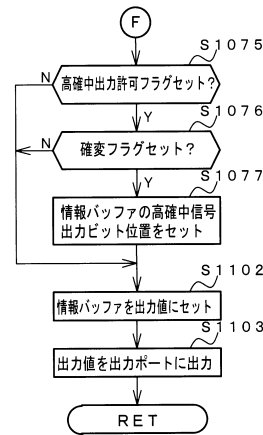 F
S1075
N
高確中出力許可フラグセット?
Y
S1076
N
確変フラグセット?
Y
S1077
情報バッファの高確中信号
出力ビット位置をセット
S1102
情報バッファを出力値にセット
S1103
出力値を出力ポートに出力
RET